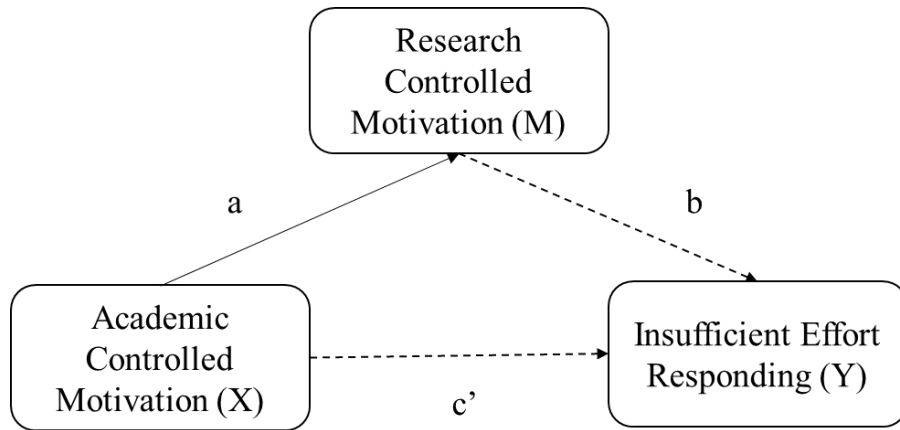 Research
Controlled
Motivation (M)
a
b
Academic
Controlled
Motivation (X)
Insufficient Effort
Responding (Y)
c’